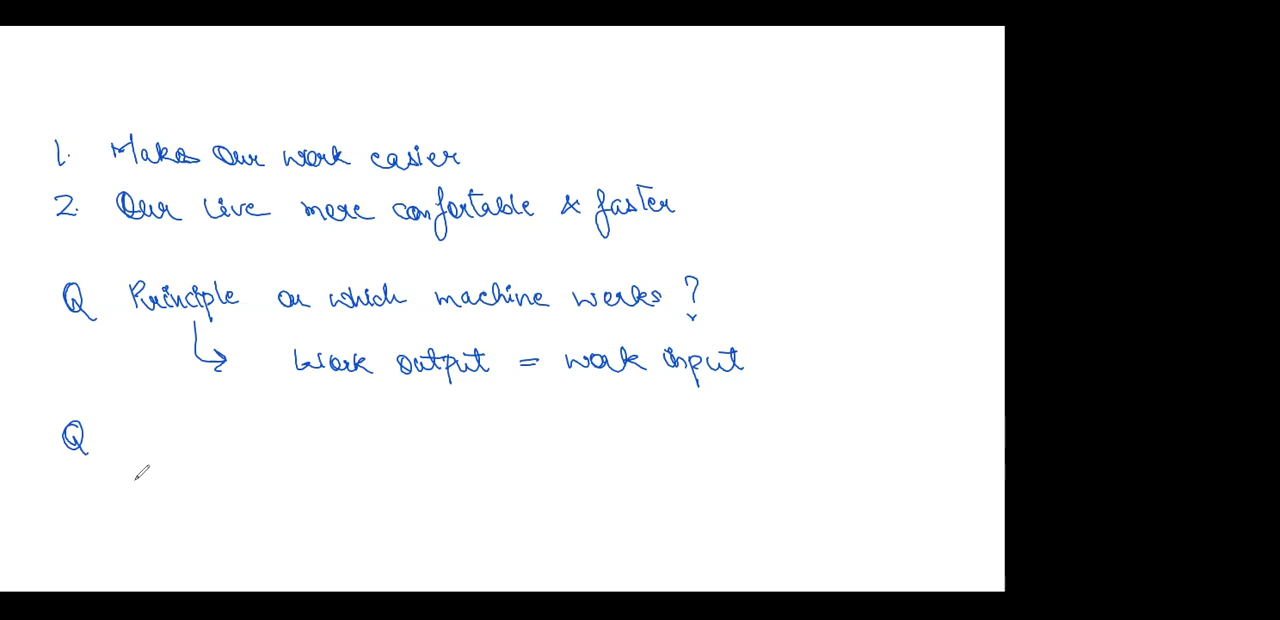 1. Makes our work easier
2. Our live more confortable & faster
Q Principle on which machine works ?
Work output = work input
Q